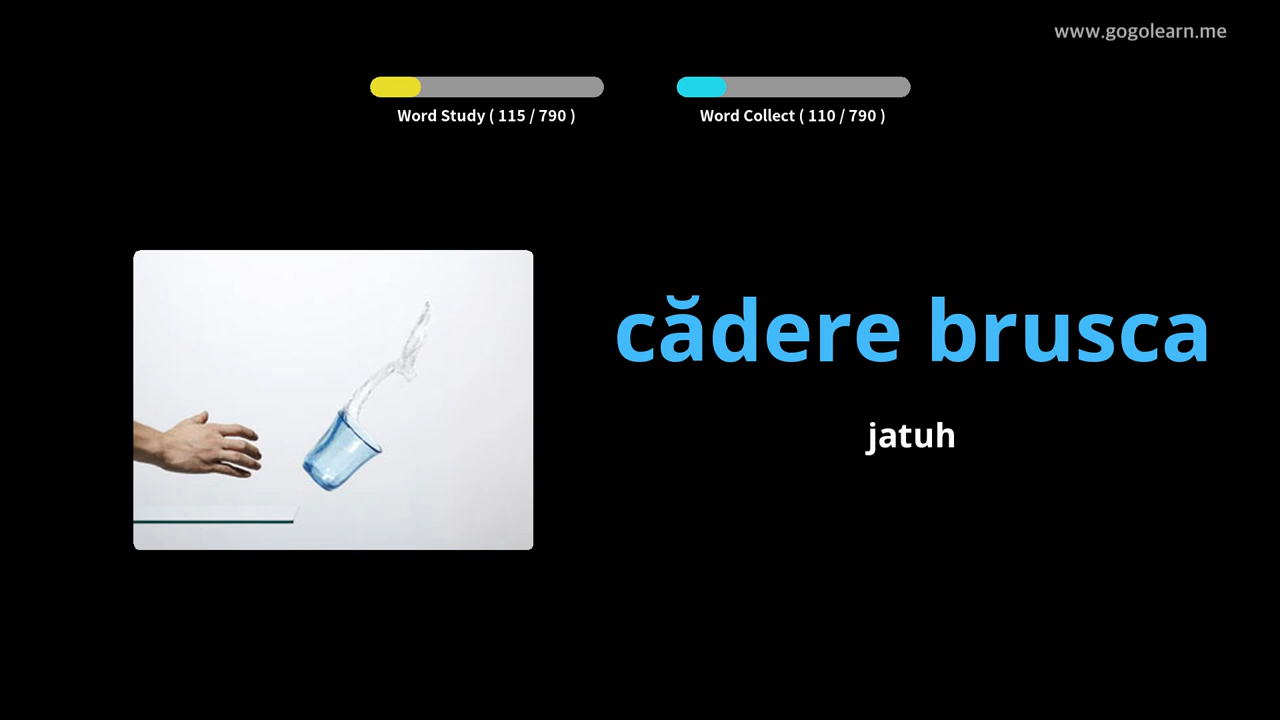 www.gogolearn.me
Word Study ( 115 / 790 )
Word Collect ( 110 / 790 )
cădere brusca
jatuh